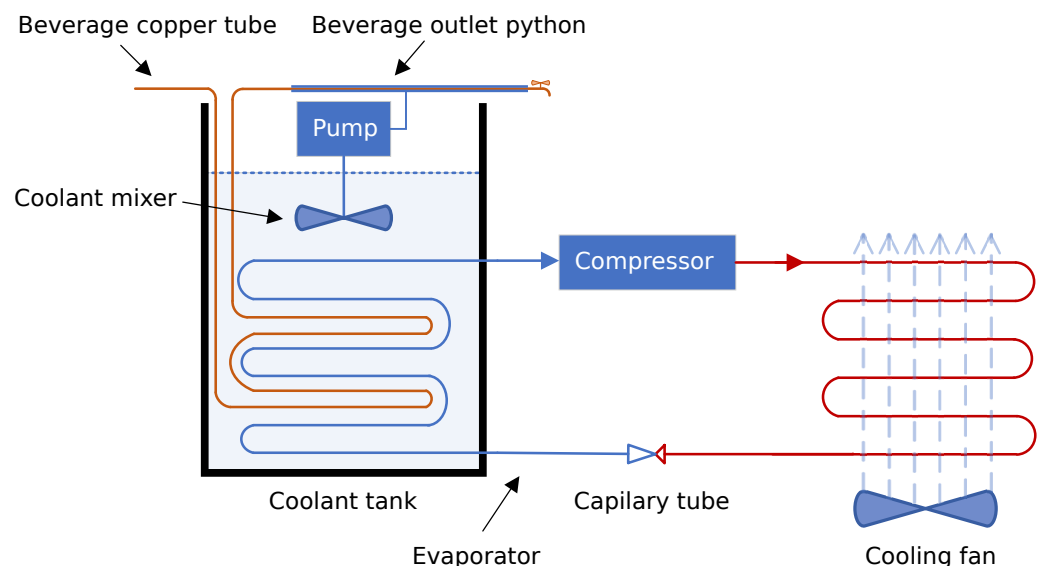 Beverage copper tube
Beverage outlet python
Pump
Coolant mixer
Compressor
Coolant tank
Capilary tube
Evaporator
Cooling fan